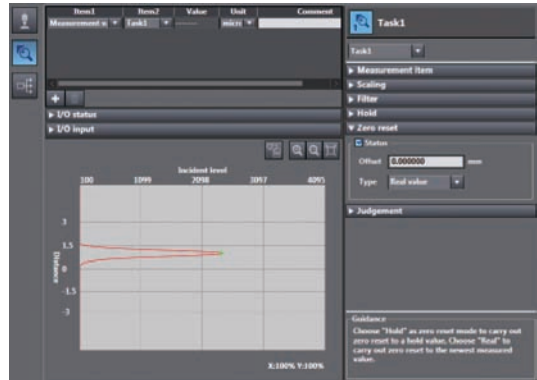 Item1 Item2 Value Unit Comment
Measurement v Task1 ------ micro
+
I/O status
I/O input
Incident level
100 1099 2098 3097 4095
3
1.5
0
-1.5
-3
Distance
X:100% Y:100%
Task1
Task1
Measurement item
Scaling
Filter
Hold
Zero reset
Status
Offset 0.000000 mm
Type Real value
Judgement
Guidance
Choose "Hold" as zero reset mode to carry out
zero reset to a hold value. Choose "Real" to
carry out zero reset to the newest measured
value.